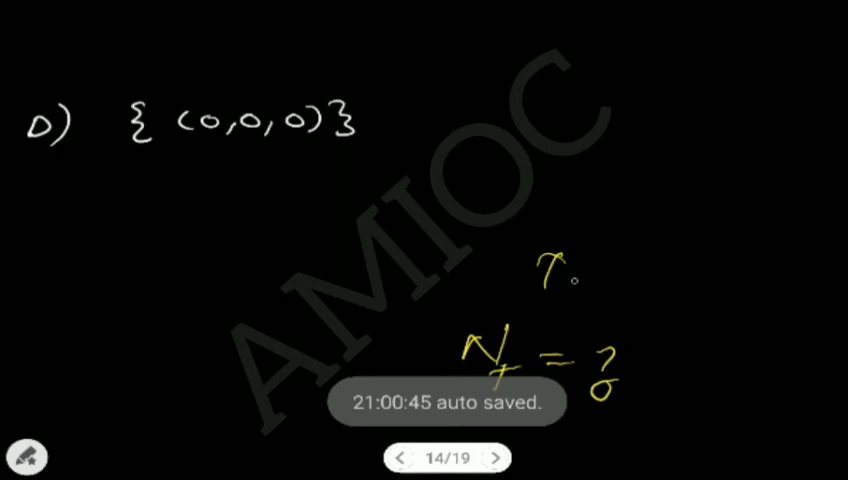 D) { (0,0,0)}
T.
N_T = ?
21:00:45 auto saved.
14/19
AMIOC